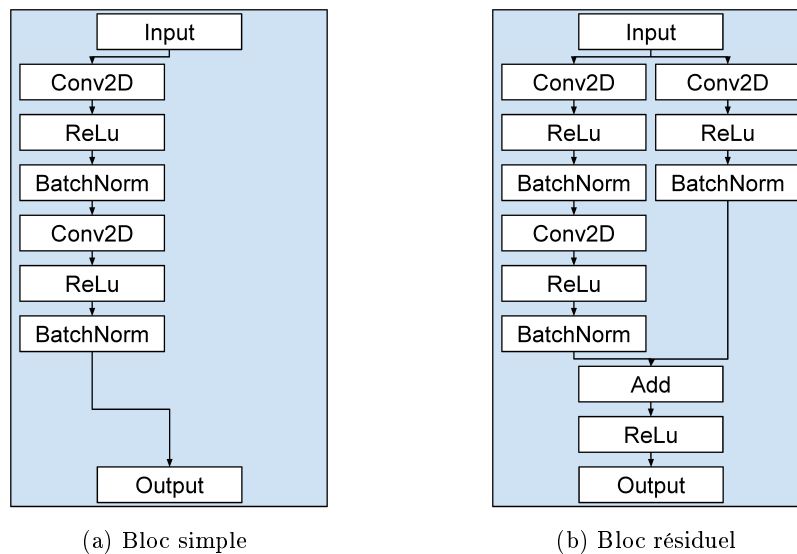 Input
Conv2D
ReLu
BatchNorm
Conv2D
ReLu
BatchNorm
Output
(a) Bloc simple
Input
Conv2D
ReLu
BatchNorm
Conv2D
ReLu
BatchNorm
Conv2D
ReLu
BatchNorm
Add
ReLu
Output
(b) Bloc résiduel